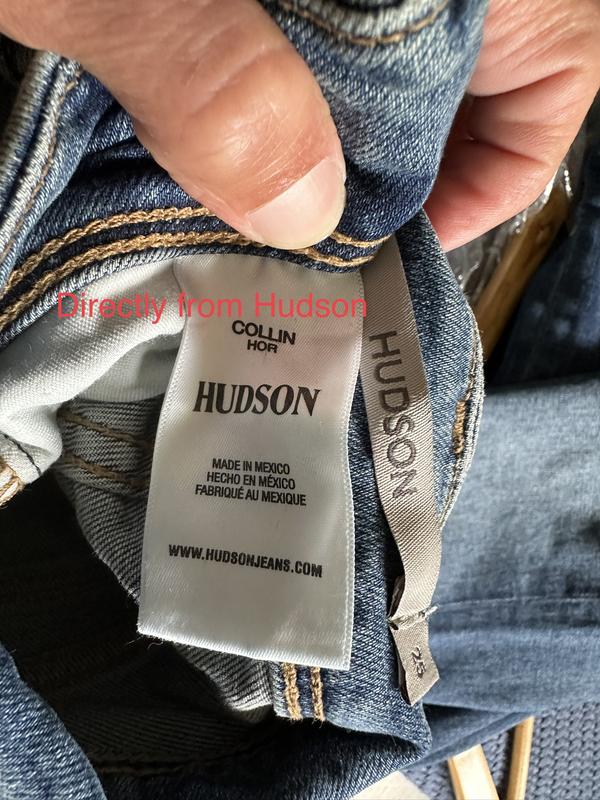 Directly from Hudson
COLLIN
HOR
HUDSON
MADE IN MEXICO
HECHO EN MÉXICO
FABRIQUÉ AU MEXIQUE
WWW.HUDSONJEANS.COM
HUDSON
25